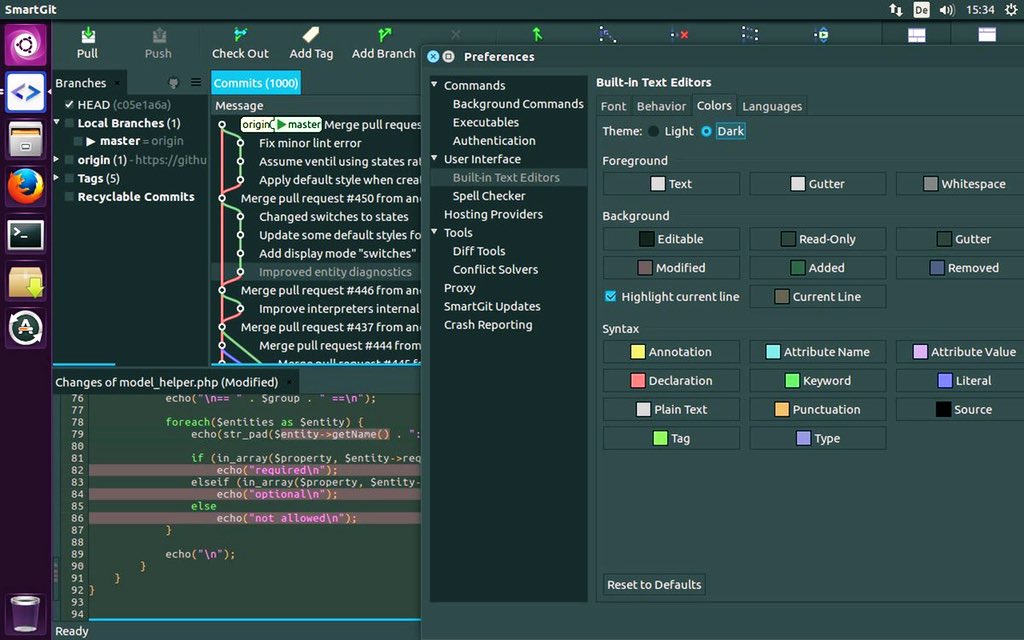 SmartGit
De
15:34
Pull
Push
Check Out
Add Tag
Add Branch
Branches
Commits (1000)
HEAD (c05e1a6a)
Local Branches (1)
master = origin
origin (1) - https://githu
Tags (5)
Recyclable Commits
Message
origin master Merge pull reques
Fix minor lint error
Assume ventil using states rat
Apply default style when creat
Merge pull request #450 from and
Changed switches to states
Update some default styles fo
Add display mode "switches"
Improved entity diagnostics
Merge pull request #446 from and
Improve interpreters internal
Merge pull request #437 from and
Merge pull request #444 from
Merge pull request #445 from
Changes of model_helper.php (Modified)
76 echo("\n== " . $group . " ==\n");
77
78 foreach($entities as $entity) {
79 echo(str_pad($entity->getName() . ":
80
81 if (in_array($property, $entity->req
82 echo("required\n");
83 elseif (in_array($property, $entity-
84 echo("optional\n");
85 else
86 echo("not allowed\n");
87 }
88
89 echo("\n");
90 }
91 }
92 }
93
94
Ready
Preferences
Commands
Background Commands
Executables
Authentication
User Interface
Built-in Text Editors
Spell Checker
Hosting Providers
Tools
Diff Tools
Conflict Solvers
Proxy
SmartGit Updates
Crash Reporting
Built-in Text Editors
Font Behavior Colors Languages
Theme: Light Dark
Foreground
Text Gutter Whitespace
Background
Editable Read-Only Gutter
Modified Added Removed
Highlight current line Current Line
Syntax
Annotation Attribute Name Attribute Value
Declaration Keyword Literal
Plain Text Punctuation Source
Tag Type
Reset to Defaults